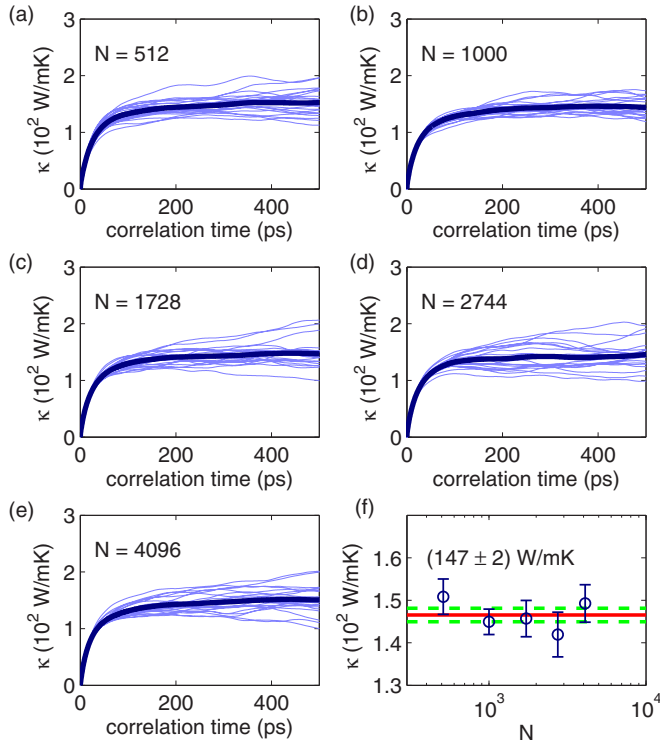 (a)
N = 512
κ (10² W/mK)
3
2
1
0
0 200 400
correlation time (ps)
(b)
N = 1000
κ (10² W/mK)
3
2
1
0
0 200 400
correlation time (ps)
(c)
N = 1728
κ (10² W/mK)
3
2
1
0
0 200 400
correlation time (ps)
(d)
N = 2744
κ (10² W/mK)
3
2
1
0
0 200 400
correlation time (ps)
(e)
N = 4096
κ (10² W/mK)
3
2
1
0
0 200 400
correlation time (ps)
(f)
(147 ± 2) W/mK
κ (10² W/mK)
1.7
1.6
1.5
1.4
1.3
10³ 10⁴
N